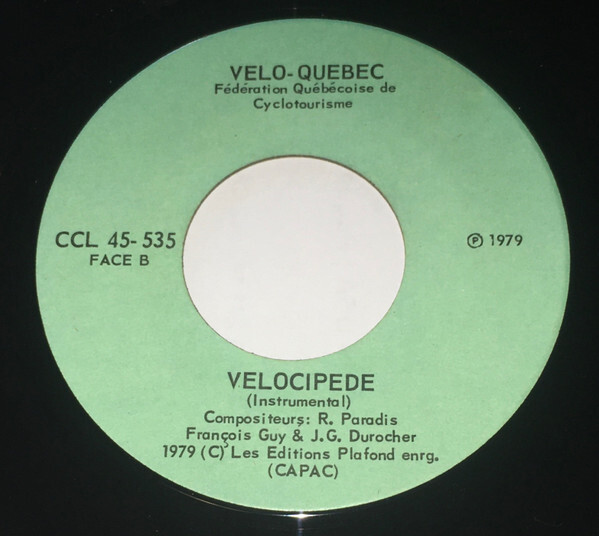 VELO-QUEBEC
Fédération Québécoise de
Cyclotourisme
CCL 45-535
FACE B
℗ 1979
VELOCIPEDE
(Instrumental)
Compositeurs: R. Paradis
François Guy & J.G. Durocher
1979 (C) Les Editions Plafond enrg.
(CAPAC)